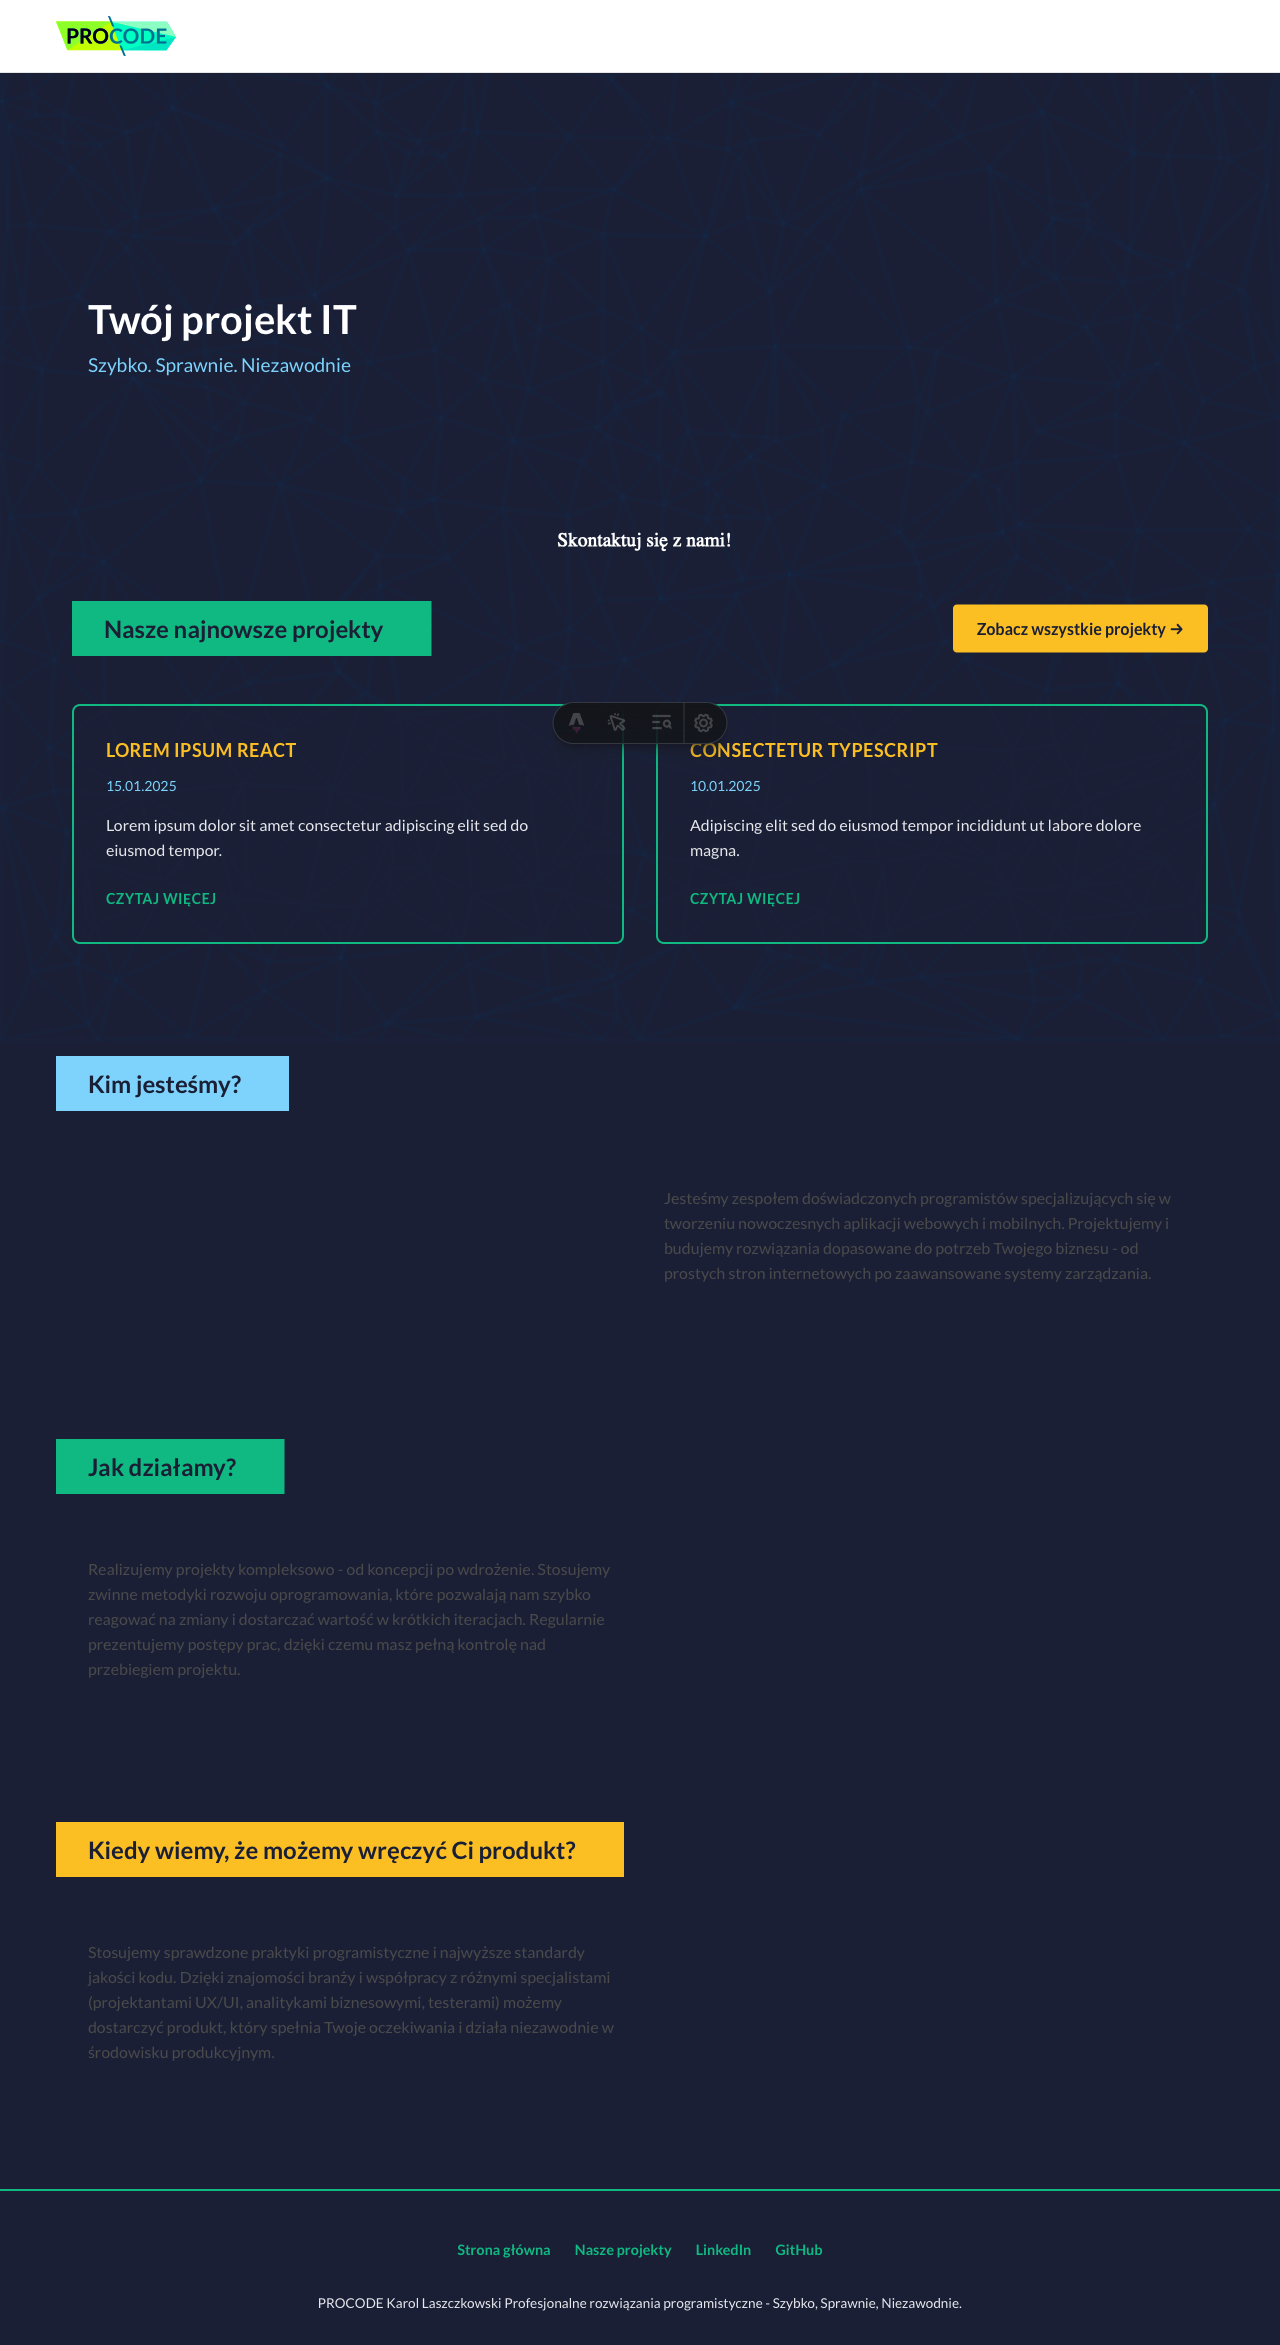 PROCODE
Twój projekt IT
Szybko. Sprawnie. Niezawodnie
Skontaktuj się z nami!
Nasze najnowsze projekty
Zobacz wszystkie projekty →
LOREM IPSUM REACT
15.01.2025
Lorem ipsum dolor sit amet consectetur adipiscing elit sed do
eiusmod tempor.
CZYTAJ WIĘCEJ
CONSECTETUR TYPESCRIPT
10.01.2025
Adipiscing elit sed do eiusmod tempor incididunt ut labore dolore
magna.
CZYTAJ WIĘCEJ
Kim jesteśmy?
Jesteśmy zespołem doświadczonych programistów specjalizujących się w
tworzeniu nowoczesnych aplikacji webowych i mobilnych. Projektujemy i
budujemy rozwiązania dopasowane do potrzeb Twojego biznesu - od
prostych stron internetowych po zaawansowane systemy zarządzania.
Jak działamy?
Realizujemy projekty kompleksowo - od koncepcji po wdrożenie. Stosujemy
zwinne metodyki rozwoju oprogramowania, które pozwalają nam szybko
reagować na zmiany i dostarczać wartość w krótkich iteracjach. Regularnie
prezentujemy postępy prac, dzięki czemu masz pełną kontrolę nad
przebiegiem projektu.
Kiedy wiemy, że możemy wręczyć Ci produkt?
Stosujemy sprawdzone praktyki programistyczne i najwyższe standardy
jakości kodu. Dzięki znajomości branży i współpracy z różnymi specjalistami
(projektantami UX/UI, analitykami biznesowymi, testerami) możemy
dostarczyć produkt, który spełnia Twoje oczekiwania i działa niezawodnie w
środowisku produkcyjnym.
Strona główna Nasze projekty LinkedIn GitHub
PROCODE Karol Laszczkowski Profesjonalne rozwiązania programistyczne - Szybko, Sprawnie, Niezawodnie.